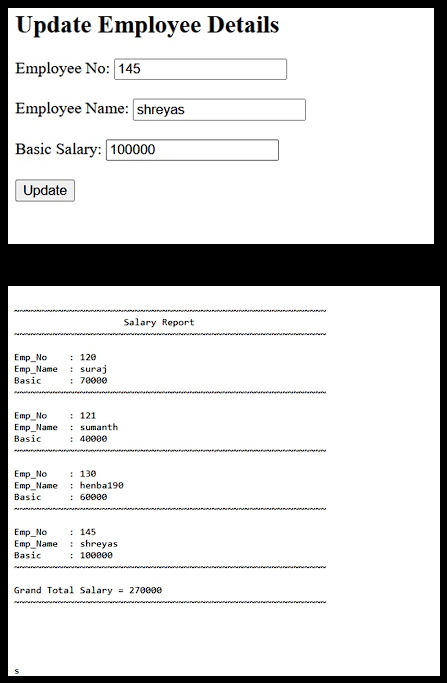 Update Employee Details
Employee No: 145
Employee Name: shreyas
Basic Salary: 100000
Update
~~~~~~~~~~~~~~~~~~~~~~~~~~~~~~~~~~~~~~~~~~~~~~~~~~~~~~~~~
Salary Report
~~~~~~~~~~~~~~~~~~~~~~~~~~~~~~~~~~~~~~~~~~~~~~~~~~~~~~~~~
Emp_No : 120
Emp_Name : suraj
Basic : 70000
~~~~~~~~~~~~~~~~~~~~~~~~~~~~~~~~~~~~~~~~~~~~~~~~~~~~~~~~~
Emp_No : 121
Emp_Name : sumanth
Basic : 40000
~~~~~~~~~~~~~~~~~~~~~~~~~~~~~~~~~~~~~~~~~~~~~~~~~~~~~~~~~
Emp_No : 130
Emp_Name : henba190
Basic : 60000
~~~~~~~~~~~~~~~~~~~~~~~~~~~~~~~~~~~~~~~~~~~~~~~~~~~~~~~~~
Emp_No : 145
Emp_Name : shreyas
Basic : 100000
~~~~~~~~~~~~~~~~~~~~~~~~~~~~~~~~~~~~~~~~~~~~~~~~~~~~~~~~~
Grand Total Salary = 270000
~~~~~~~~~~~~~~~~~~~~~~~~~~~~~~~~~~~~~~~~~~~~~~~~~~~~~~~~~
s